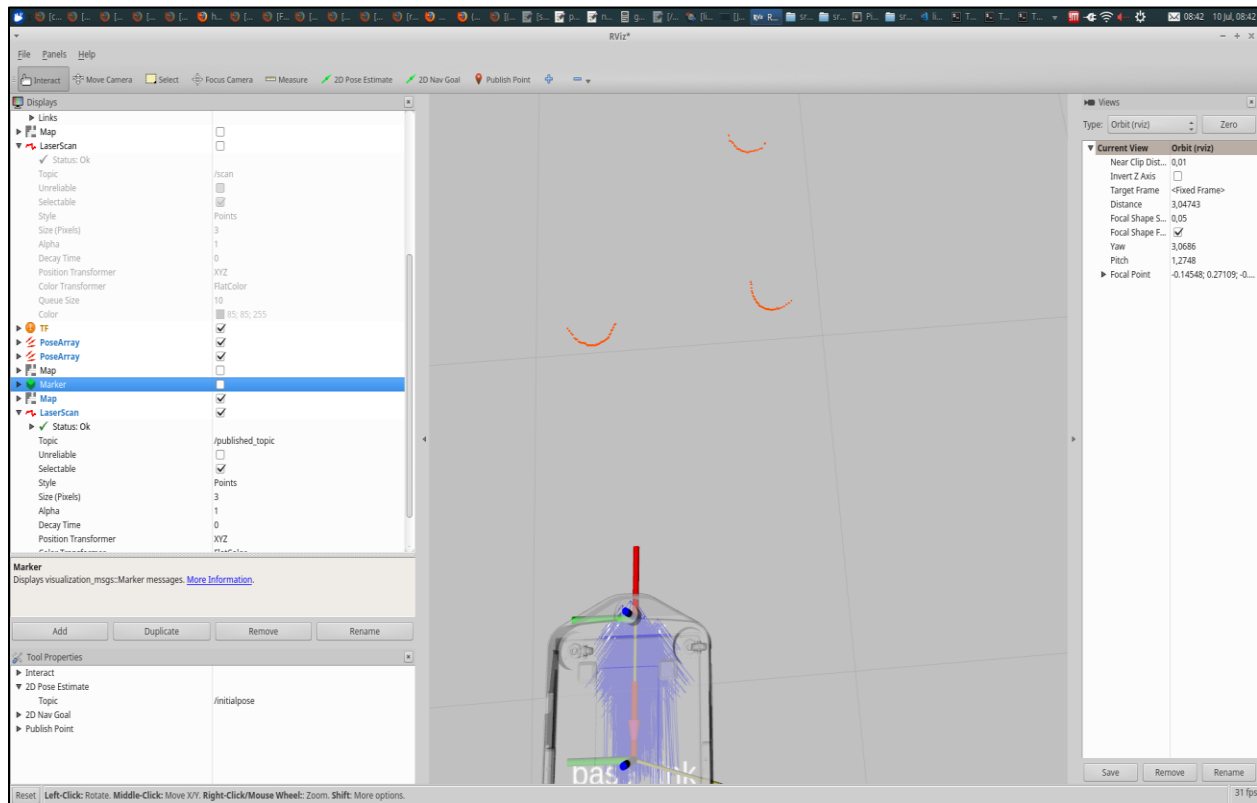 08:42 10 Jul, 08:42
RViz*
File Panels Help
Interact Move Camera Select Focus Camera Measure 2D Pose Estimate 2D Nav Goal Publish Point
Displays
Links
Map
LaserScan
Status: Ok
Topic /scan
Unreliable
Selectable
Style Points
Size (Pixels) 3
Alpha 1
Decay Time 0
Position Transformer XYZ
Color Transformer FlatColor
Queue Size 10
Color 85; 85; 255
TF
PoseArray
PoseArray
Map
Marker
Map
LaserScan
Status: Ok
Topic /published_topic
Unreliable
Selectable
Style Points
Size (Pixels) 3
Alpha 1
Decay Time 0
Position Transformer XYZ
Marker
Displays visualization_msgs::Marker messages. More Information.
Add Duplicate Remove Rename
Tool Properties
Interact
2D Pose Estimate
Topic /initialpose
2D Nav Goal
Publish Point
Reset Left-Click: Rotate. Middle-Click: Move X/Y. Right-Click/Mouse Wheel:: Zoom. Shift: More options.
Views
Type: Orbit (rviz) Zero
Current View Orbit (rviz)
Near Clip Dist... 0,01
Invert Z Axis
Target Frame <Fixed Frame>
Distance 3,04743
Focal Shape S... 0,05
Focal Shape F...
Yaw 3,0686
Pitch 1,2748
Focal Point -0.14548; 0.27109; -0....
Save Remove Rename
31 fps